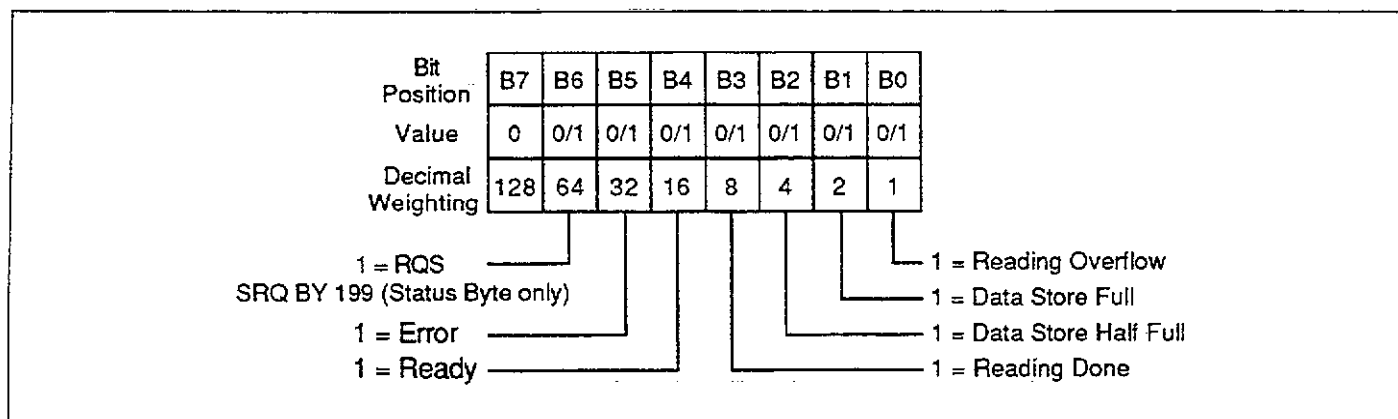 Bit Position B7 B6 B5 B4 B3 B2 B1 B0
Value 0 0/1 0/1 0/1 0/1 0/1 0/1 0/1
Decimal Weighting 128 64 32 16 8 4 2 1
1 = RQS
SRQ BY 199 (Status Byte only)
1 = Error
1 = Ready
1 = Reading Overflow
1 = Data Store Full
1 = Data Store Half Full
1 = Reading Done